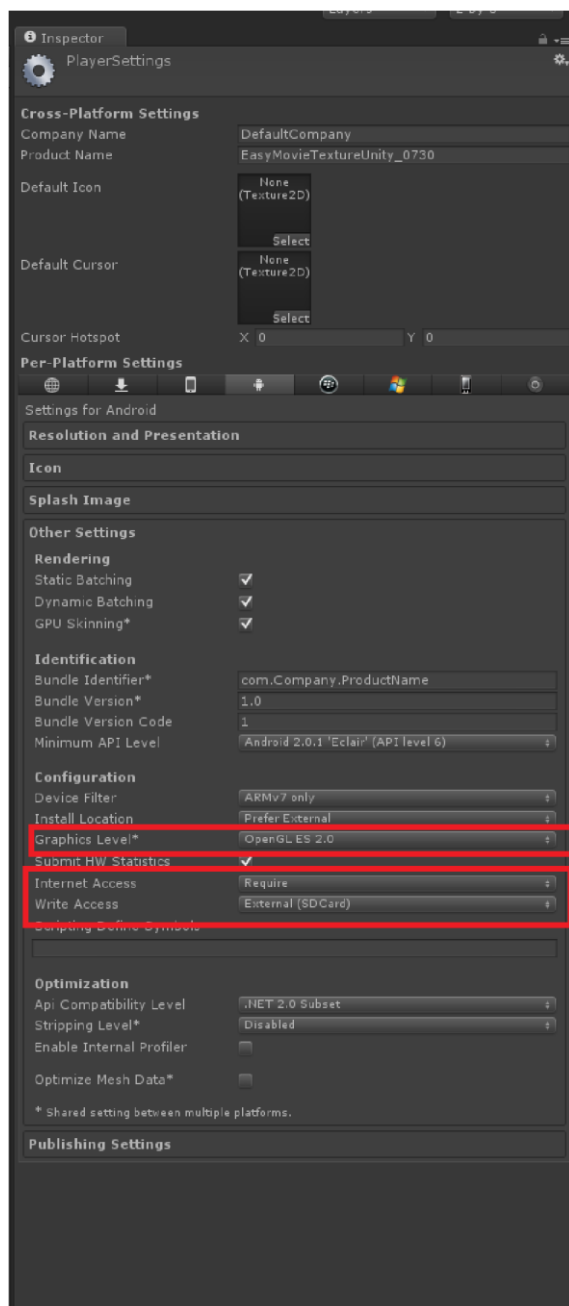 Inspector
PlayerSettings
Cross-Platform Settings
Company Name DefaultCompany
Product Name EasyMovieTextureUnity_0730
Default Icon None
(Texture2D)
Select
Default Cursor None
(Texture2D)
Select
Cursor Hotspot X 0 Y 0
Per-Platform Settings
Settings for Android
Resolution and Presentation
Icon
Splash Image
Other Settings
Rendering
Static Batching
Dynamic Batching
GPU Skinning*
Identification
Bundle Identifier* com.Company.ProductName
Bundle Version* 1.0
Bundle Version Code 1
Minimum API Level Android 2.0.1 'Eclair' (API level 6)
Configuration
Device Filter ARMv7 only
Install Location Prefer External
Graphics Level* OpenGL ES 2.0
Submit HW Statistics
Internet Access Require
Write Access External (SDCard)
Scripting Define Symbols
Optimization
Api Compatibility Level .NET 2.0 Subset
Stripping Level* Disabled
Enable Internal Profiler
Optimize Mesh Data*
* Shared setting between multiple platforms.
Publishing Settings